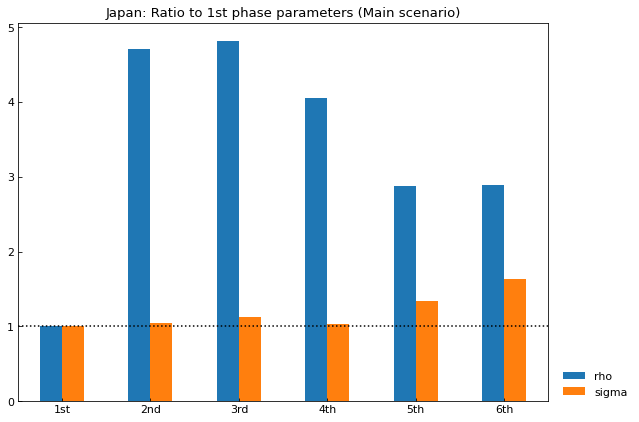 Japan: Ratio to 1st phase parameters (Main scenario)
5
4
3
2
1
0
1st 2nd 3rd 4th 5th 6th
rho
sigma